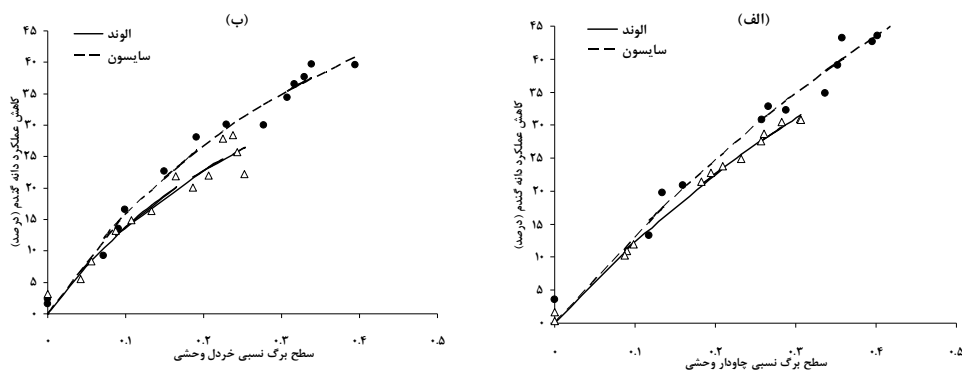 (الف)
الوند
سایسون
کاهش عملکرد دانه گندم (درصد)
۴۵
۴۰
۳۵
۳۰
۲۵
۲۰
۱۵
۱۰
۵
۰
۰ ۰.۱ ۰.۲ ۰.۳ ۰.۴ ۰.۵
سطح برگ نسبی چاودار وحشی
(ب)
الوند
سایسون
کاهش عملکرد دانه گندم (درصد)
۴۵
۴۰
۳۵
۳۰
۲۵
۲۰
۱۵
۱۰
۵
۰
۰ ۰.۱ ۰.۲ ۰.۳ ۰.۴ ۰.۵
سطح برگ نسبی خردل وحشی